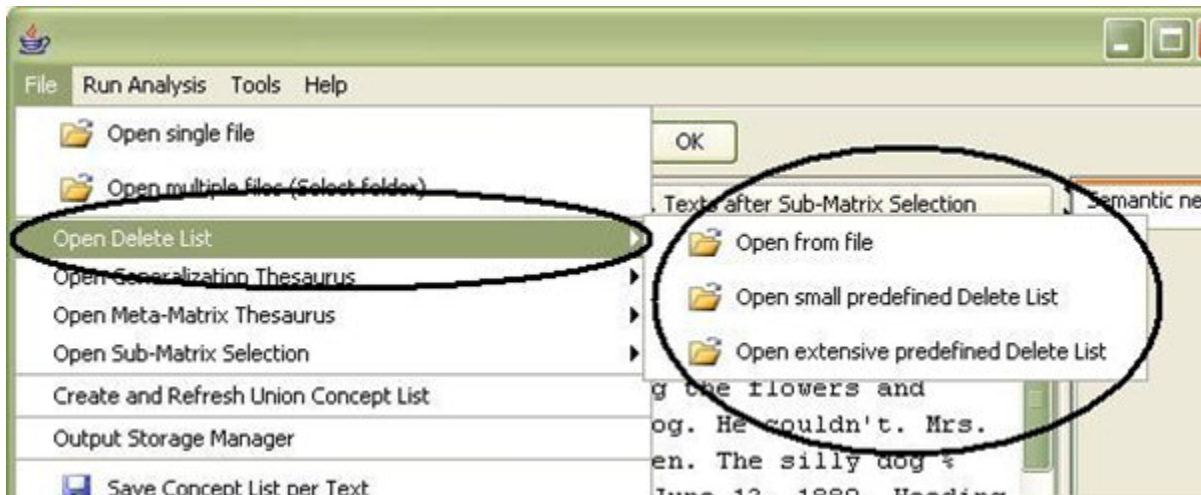 File Run Analysis Tools Help
Open single file
Open multiple files (Select folder)
Open Delete List
Open Generalization Thesaurus
Open Meta-Matrix Thesaurus
Open Sub-Matrix Selection
Create and Refresh Union Concept List
Output Storage Manager
Save Concept List per Text
OK
Texts after Sub-Matrix Selection
Semantic ne
Open from file
Open small predefined Delete List
Open extensive predefined Delete List
g the flowers and
og. He couldn't. Mrs.
en. The silly dog %